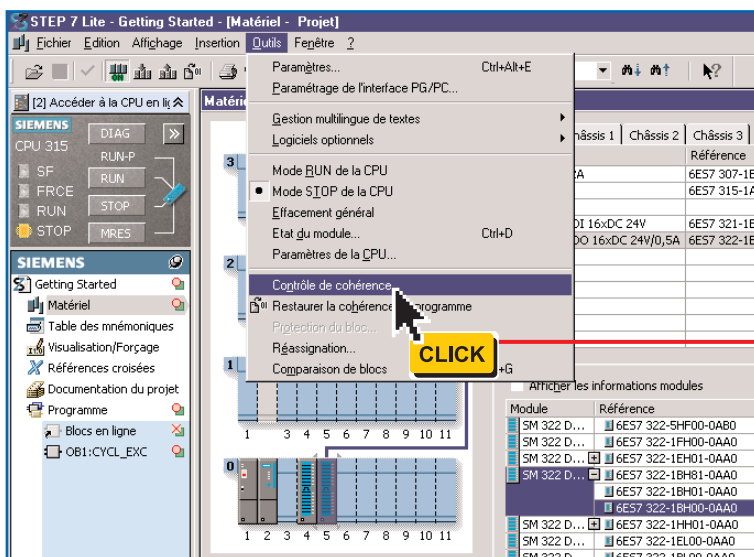 STEP 7 Lite - Getting Started - [Matériel - Projet]
Fichier Edition Affichage Insertion Outils Fenêtre ?
[2] Accéder à la CPU en lig
SIEMENS
CPU 315
DIAG
RUN-P
SF
RUN
FRCE
RUN
STOP
STOP
MRES
SIEMENS
Getting Started
Matériel
Table des mnémoniques
Visualisation/Forçage
Références croisées
Documentation du projet
Programme
Blocs en ligne
OB1:CYCL_EXC
Paramètres... Ctrl+Alt+E
Paramétrage de l'interface PG/PC...
Gestion multilingue de textes
Logiciels optionnels
Mode RUN de la CPU
Mode STOP de la CPU
Effacement général
Etat du module... Ctrl+D
Paramètres de la CPU...
Contrôle de cohérence
Restaurer la cohérence programme
Protection du bloc...
Réassignation...
Comparaison de blocs +G
CLICK
3
2
1
1 3 4 5 6 7 8 9 10 11
0
1 2 3 4 5 6 7 8 9 10 11
Châssis 2 Châssis 3
Référence
6ES7 307-1E
6ES7 315-1A
DI 16xDC 24V 6ES7 321-1B
DO 16xDC 24V/0,5A 6ES7 322-1B
Afficher les informations modules
Module Référence
SM 322 D... 6ES7 322-5HF00-0AB0
SM 322 D... 6ES7 322-1FH00-0AA0
SM 322 D... 6ES7 322-1EH01-0AA0
SM 322 D... 6ES7 322-1BH81-0AA0
6ES7 322-1BH01-0AA0
6ES7 322-1BH00-0AA0
SM 322 D... 6ES7 322-1HH01-0AA0
SM 322 D... 6ES7 322-1EL00-0AA0
SM 322 D... 6ES7 322-1BL00-0AA0